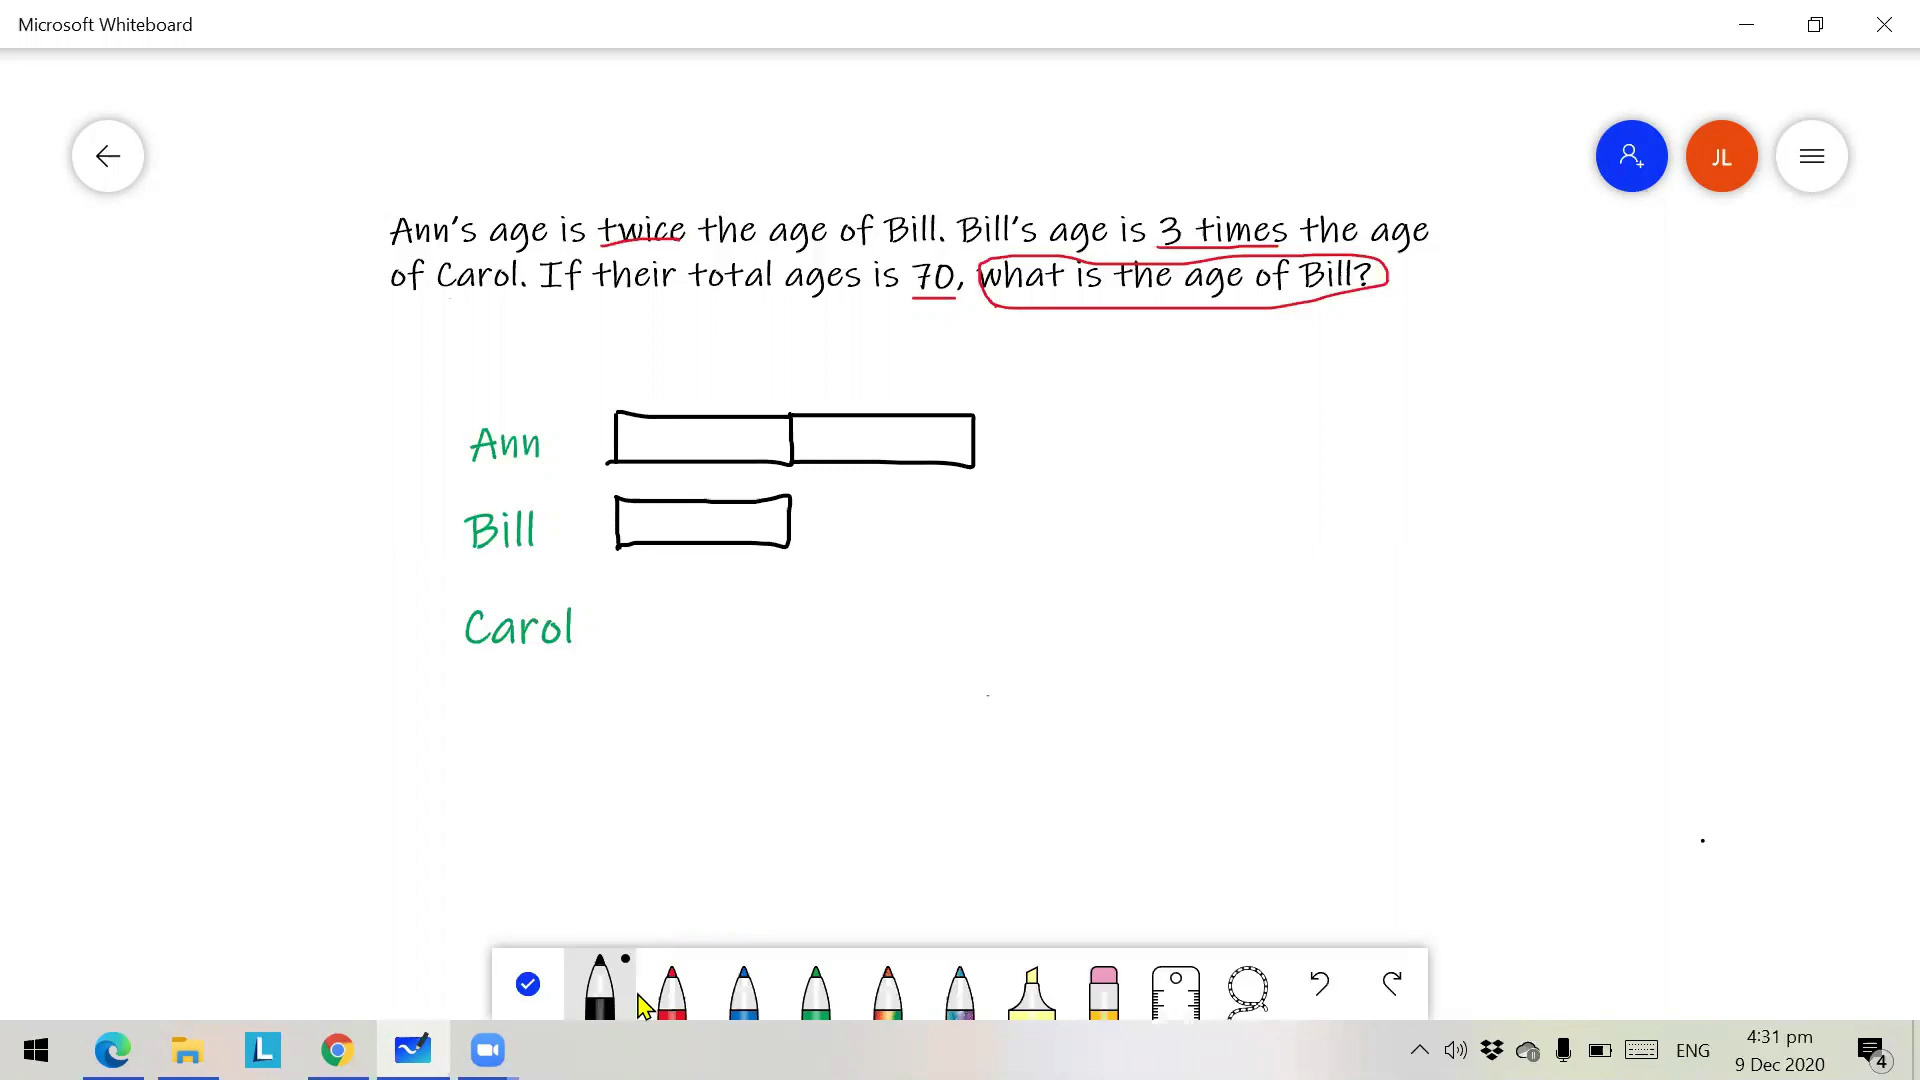 Microsoft Whiteboard
JL
Ann's age is twice the age of Bill. Bill's age is 3 times the age
of Carol. If their total ages is 70, what is the age of Bill?
Ann
Bill
Carol
L
ENG
4:31 pm
9 Dec 2020
4